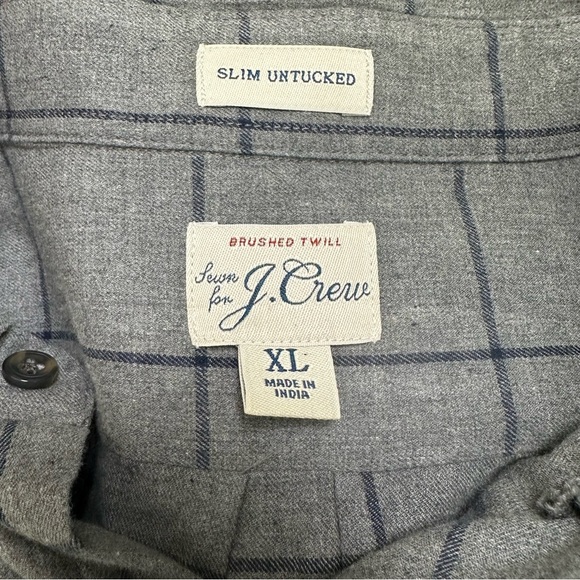 SLIM UNTUCKED
BRUSHED TWILL
Sewn
for J.Crew
XL
MADE IN
INDIA